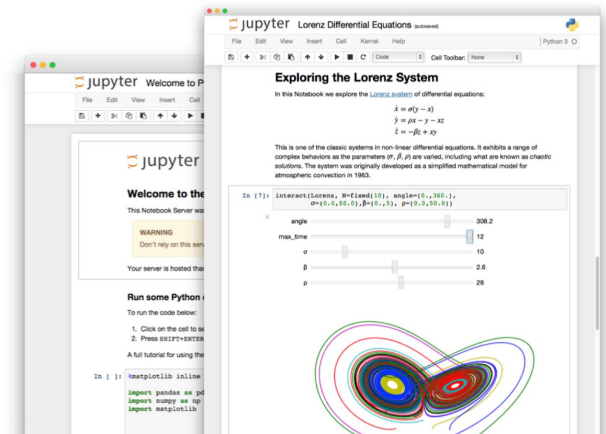 jupyter Lorenz Differential Equations (autosaved)
File Edit View Insert Cell Kernel Help Python 3
C Code Cell Toolbar: None
Exploring the Lorenz System
In this Notebook we explore the Lorenz system of differential equations:
ẋ = σ(y − x)
ẏ = ρx − y − xz
ż = −βz + xy
This is one of the classic systems in non-linear differential equations. It exhibits a range of
complex behaviors as the parameters (σ, β, ρ) are varied, including what are known as chaotic
solutions. The system was originally developed as a simplified mathematical model for
atmospheric convection in 1963.
In [7]: interact(Lorenz, N=fixed(10), angle=(0.,360.),
σ=(0.0,50.0),β=(0.,5), ρ=(0.0,50.0))
×
angle 308.2
max_time 12
σ 10
β 2.6
ρ 28
jupyter Welcome to P
File Edit View Insert Cell
jupyter
Welcome to the
This Notebook Server was
WARNING
Don't rely on this serv
Your server is hosted than
Run some Python
To run the code below:
1. Click on the cell to se
2. Press SHIFT+ENTER
A full tutorial for using the
In [ ]: %matplotlib inline
import pandas as pd
import numpy as np
import matplotlib